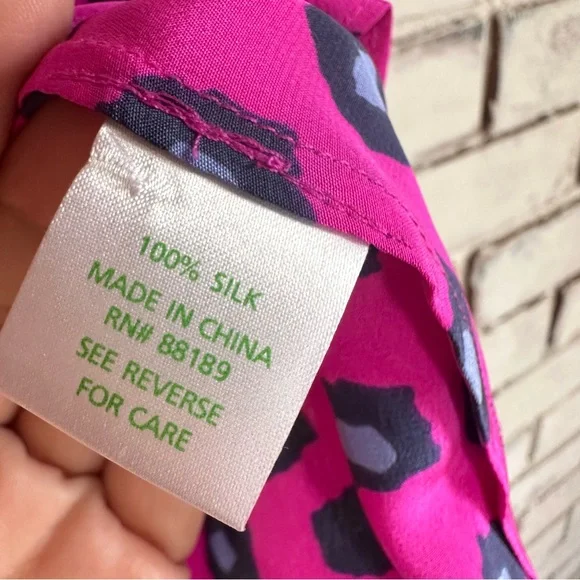 100% SILK
MADE IN CHINA
RN# 88189
SEE REVERSE
FOR CARE